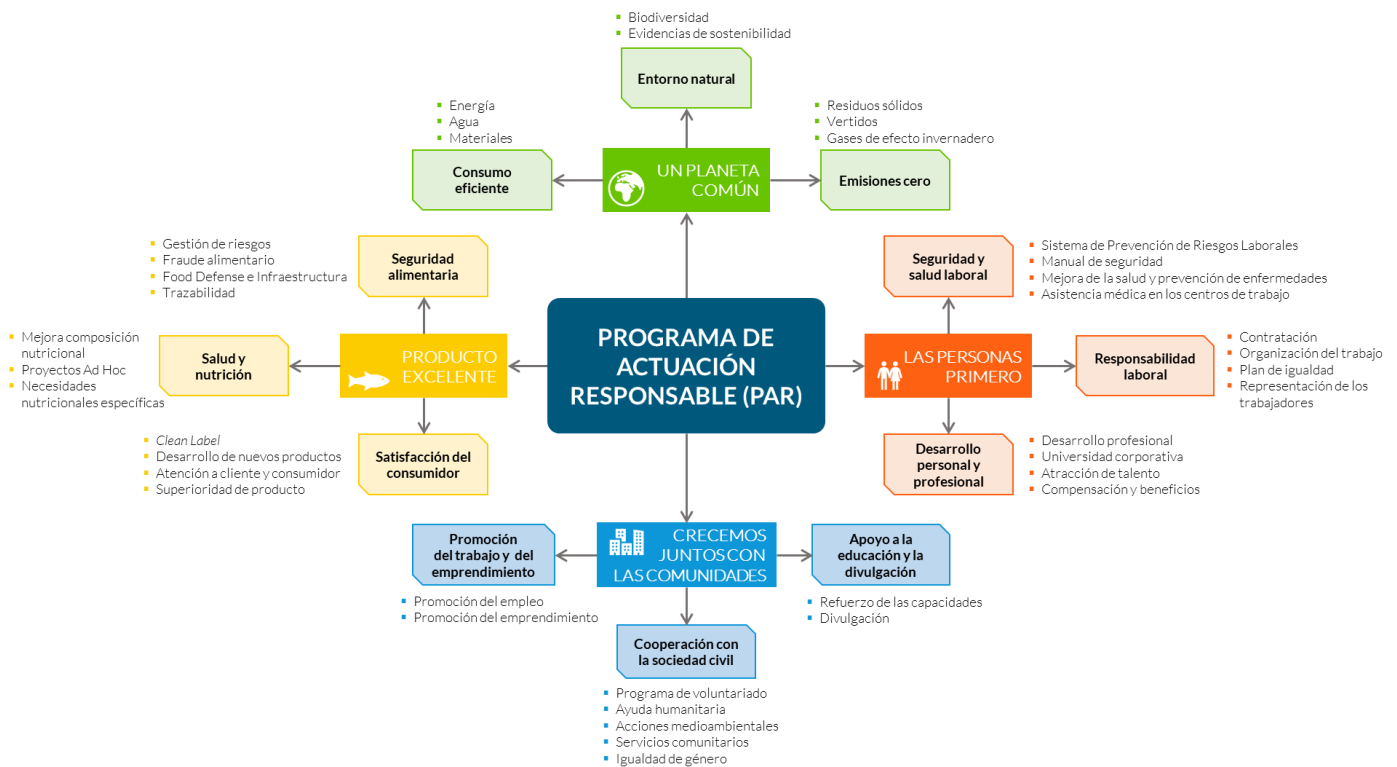 Biodiversidad
Evidencias de sostenibilidad
Entorno natural
Energía
Agua
Materiales
Consumo
eficiente
UN PLANETA
COMÚN
Residuos sólidos
Vertidos
Gases de efecto invernadero
Emisiones cero
Gestión de riesgos
Fraude alimentario
Food Defense e Infraestructura
Trazabilidad
Seguridad
alimentaria
Mejora composición
nutricional
Proyectos Ad Hoc
Necesidades
nutricionales específicas
Salud y
nutrición
PRODUCTO
EXCELENTE
Clean Label
Desarrollo de nuevos productos
Atención a cliente y consumidor
Superioridad de producto
Satisfacción del
consumidor
PROGRAMA DE
ACTUACIÓN
RESPONSABLE (PAR)
Seguridad y
salud laboral
Sistema de Prevención de Riesgos Laborales
Manual de seguridad
Mejora de la salud y prevención de enfermedades
Asistencia médica en los centros de trabajo
LAS PERSONAS
PRIMERO
Responsabilidad
laboral
Contratación
Organización del trabajo
Plan de igualdad
Representación de los
trabajadores
Desarrollo
personal y
profesional
Desarrollo profesional
Universidad corporativa
Atracción de talento
Compensación y beneficios
Promoción
del trabajo y del
emprendimiento
Promoción del empleo
Promoción del emprendimiento
CRECEMOS
JUNTOS CON
LAS COMUNIDADES
Apoyo a la
educación y la
divulgación
Refuerzo de las capacidades
Divulgación
Cooperación con
la sociedad civil
Programa de voluntariado
Ayuda humanitaria
Acciones medioambientales
Servicios comunitarios
Igualdad de género